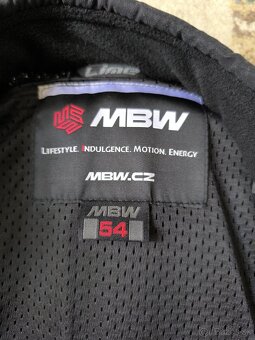 Lime
MBW
LIFESTYLE. INDULGENCE. MOTION. ENERGY
MBW.CZ
MBW
54